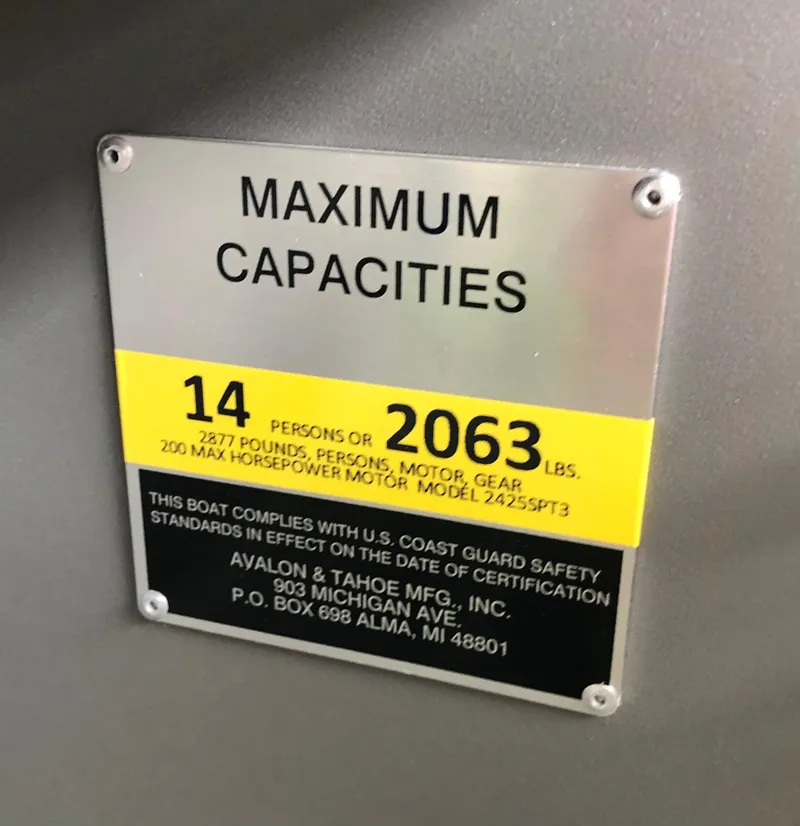 MAXIMUM
CAPACITIES
14 PERSONS OR 2063 LBS.
2877 POUNDS, PERSONS, MOTOR, GEAR
200 MAX HORSEPOWER MOTOR MODEL 2425SPT3
THIS BOAT COMPLIES WITH U.S. COAST GUARD SAFETY
STANDARDS IN EFFECT ON THE DATE OF CERTIFICATION
AVALON & TAHOE MFG., INC.
903 MICHIGAN AVE.
P.O. BOX 698 ALMA, MI 48801